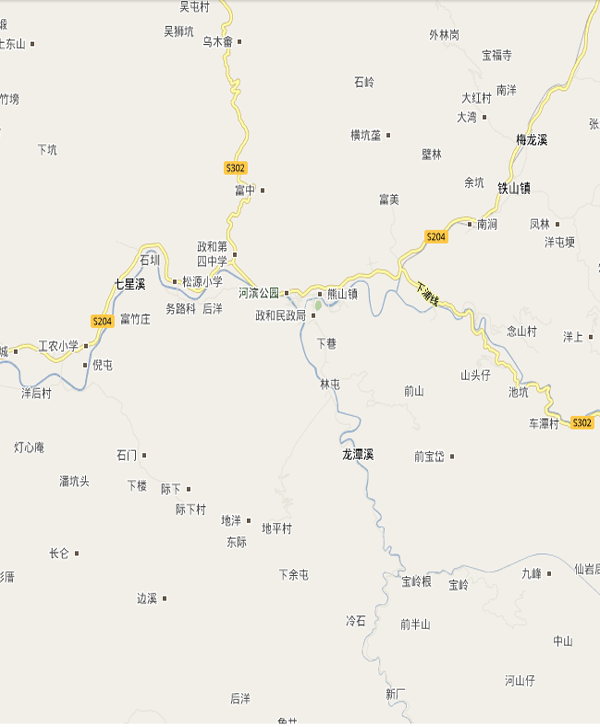 吴屯村
吴狮坑
乌木畲
外林岗
宝福寺
上东山
石岭
大红村
南洋
大湾
竹塝
横坑垄
梅龙溪
张
下坑
璧林
S302
余坑
铁山镇
富中
富美
南涧
凤林
S204
洋屯埂
政和第
四中学
石圳
七星溪
松源小学
河滨公园
熊山镇
下浦线
务路科
后洋
政和民政局
S204
富竹庄
念山村
洋上
城
工农小学
下巷
倪屯
林屯
山头仔
前山
池坑
洋后村
车潭村
S302
灯心庵
石门
龙潭溪
前宝岱
潘坑头
下楼
际下
际下村
地洋
地平村
东际
长仑
下余屯
宝岭根
宝岭
九峰
仙岩后
彭厝
边溪
冷石
前半山
中山
河山仔
后洋
新厂